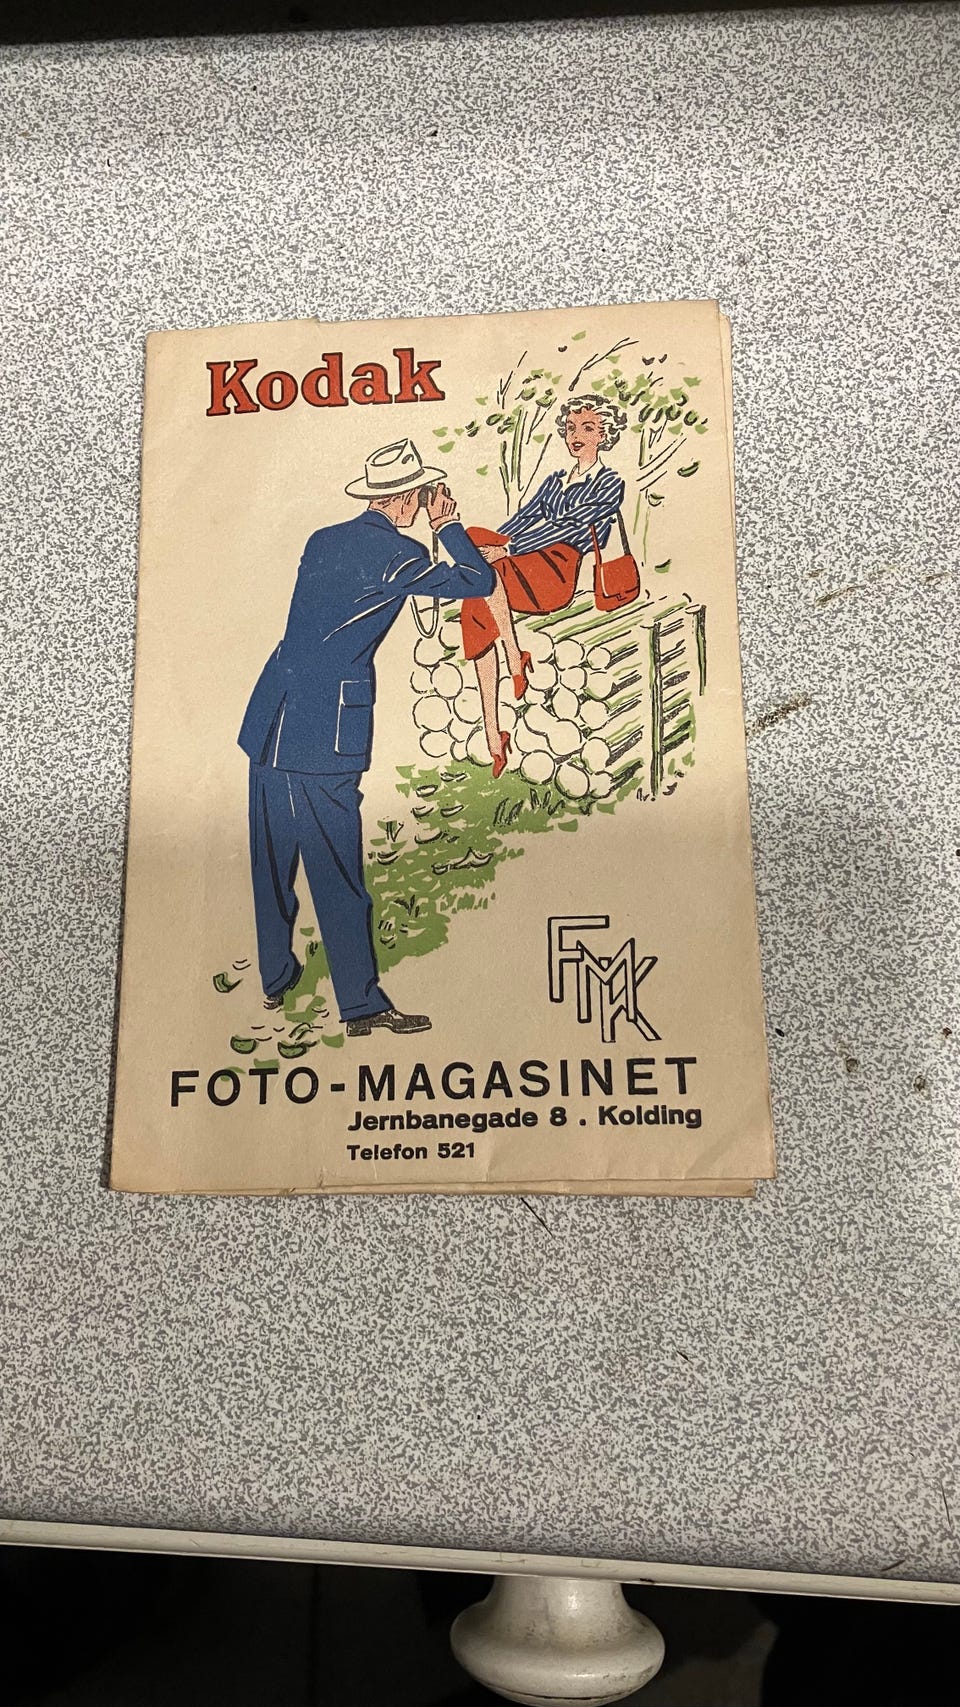 Kodak
FMK
FOTO-MAGASINET
Jernbanegade 8 . Kolding
Telefon 521